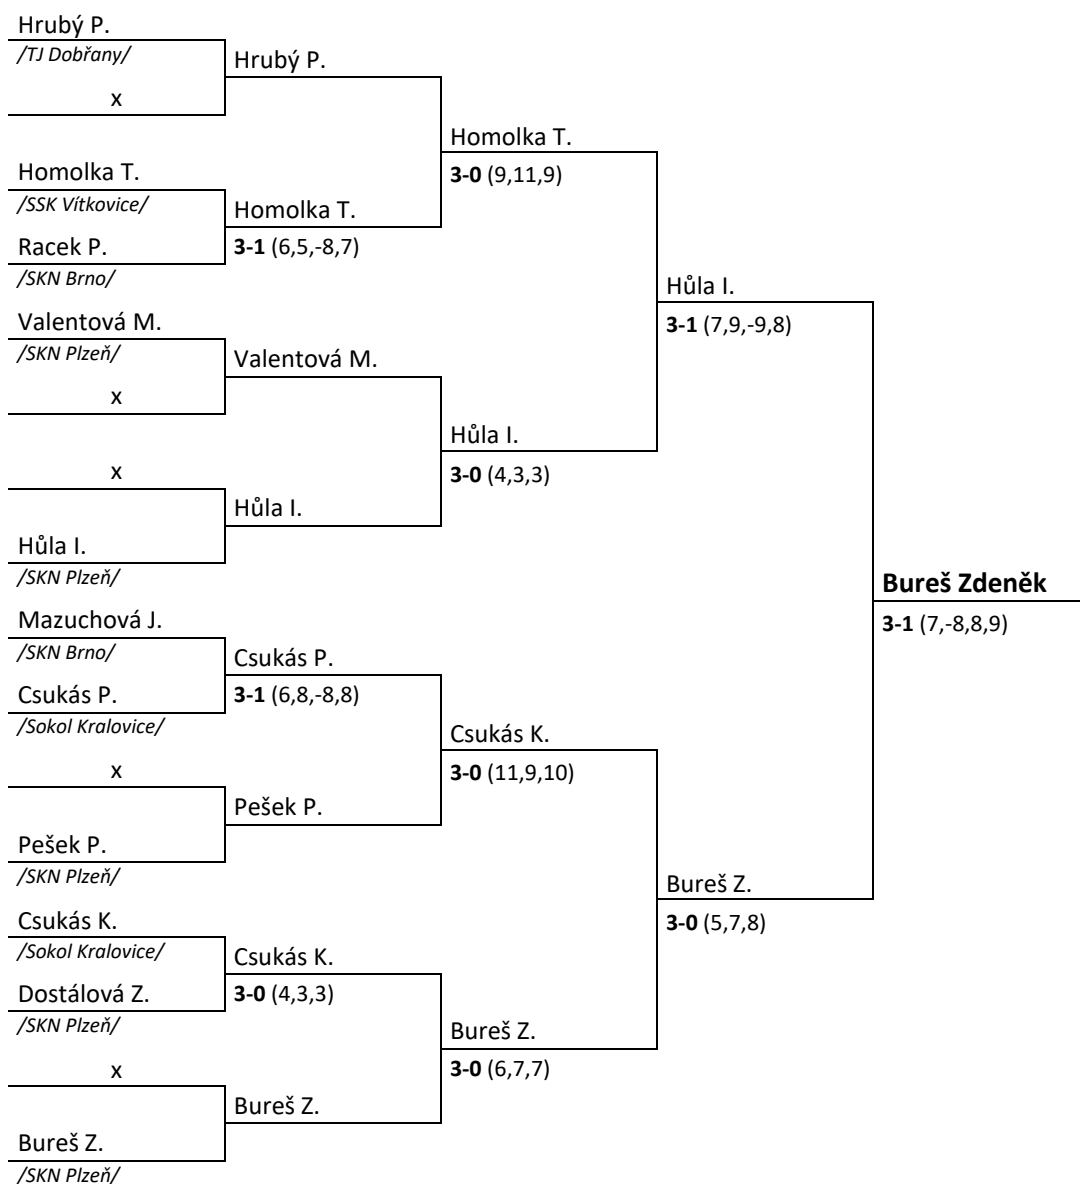 Hrubý P.
/TJ Dobřany/
Hrubý P.
x
Homolka T.
3-0 (9,11,9)
Homolka T.
/SSK Vítkovice/
Homolka T.
Racek P.
3-1 (6,5,-8,7)
/SKN Brno/
Hůla I.
3-1 (7,9,-9,8)
Valentová M.
/SKN Plzeň/
Valentová M.
x
Hůla I.
3-0 (4,3,3)
x
Hůla I.
Hůla I.
/SKN Plzeň/
Bureš Zdeněk
3-1 (7,-8,8,9)
Mazuchová J.
/SKN Brno/
Csukás P.
Csukás P.
3-1 (6,8,-8,8)
/Sokol Kralovice/
Csukás K.
3-0 (11,9,10)
x
Pešek P.
Pešek P.
/SKN Plzeň/
Bureš Z.
3-0 (5,7,8)
Csukás K.
/Sokol Kralovice/
Csukás K.
Dostálová Z.
3-0 (4,3,3)
/SKN Plzeň/
Bureš Z.
3-0 (6,7,7)
x
Bureš Z.
Bureš Z.
/SKN Plzeň/